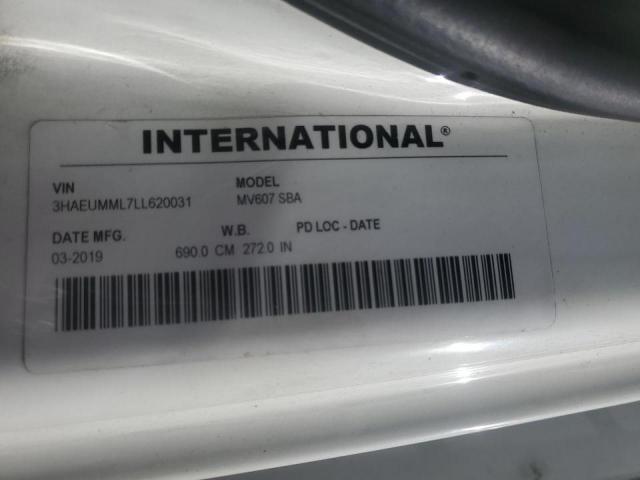 INTERNATIONAL®
VIN MODEL
3HAEUMML7LL620031 MV607 SBA
DATE MFG. W.B. PD LOC - DATE
03-2019 690.0 CM 272.0 IN